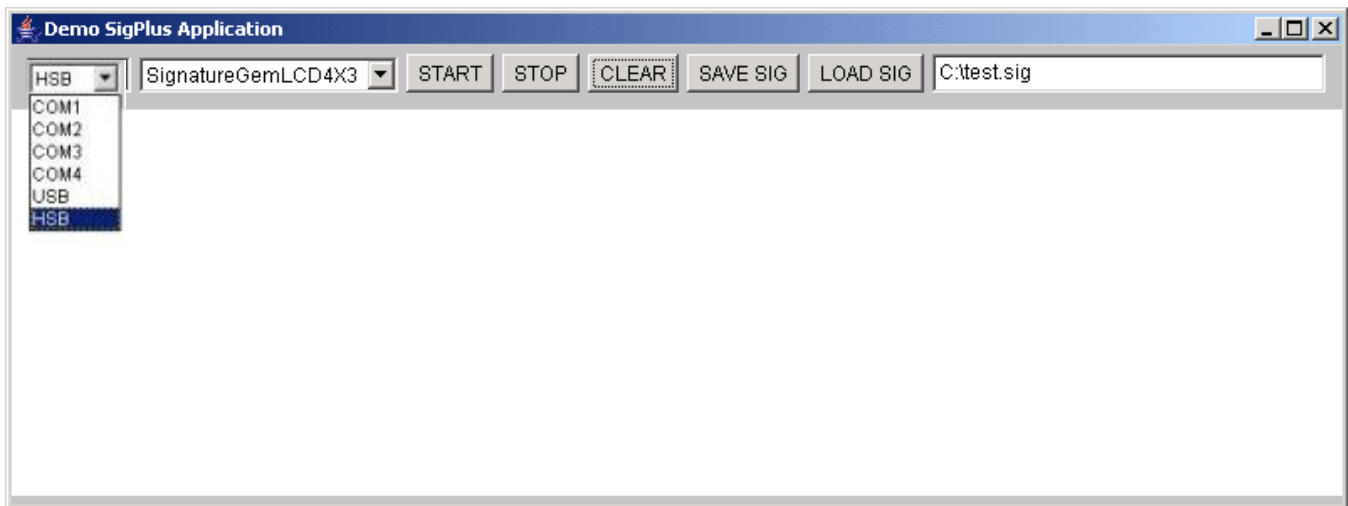 Demo SigPlus Application
HSB SignatureGemLCD4X3 START STOP CLEAR SAVE SIG LOAD SIG C:\test.sig
COM1
COM2
COM3
COM4
USB
HSB